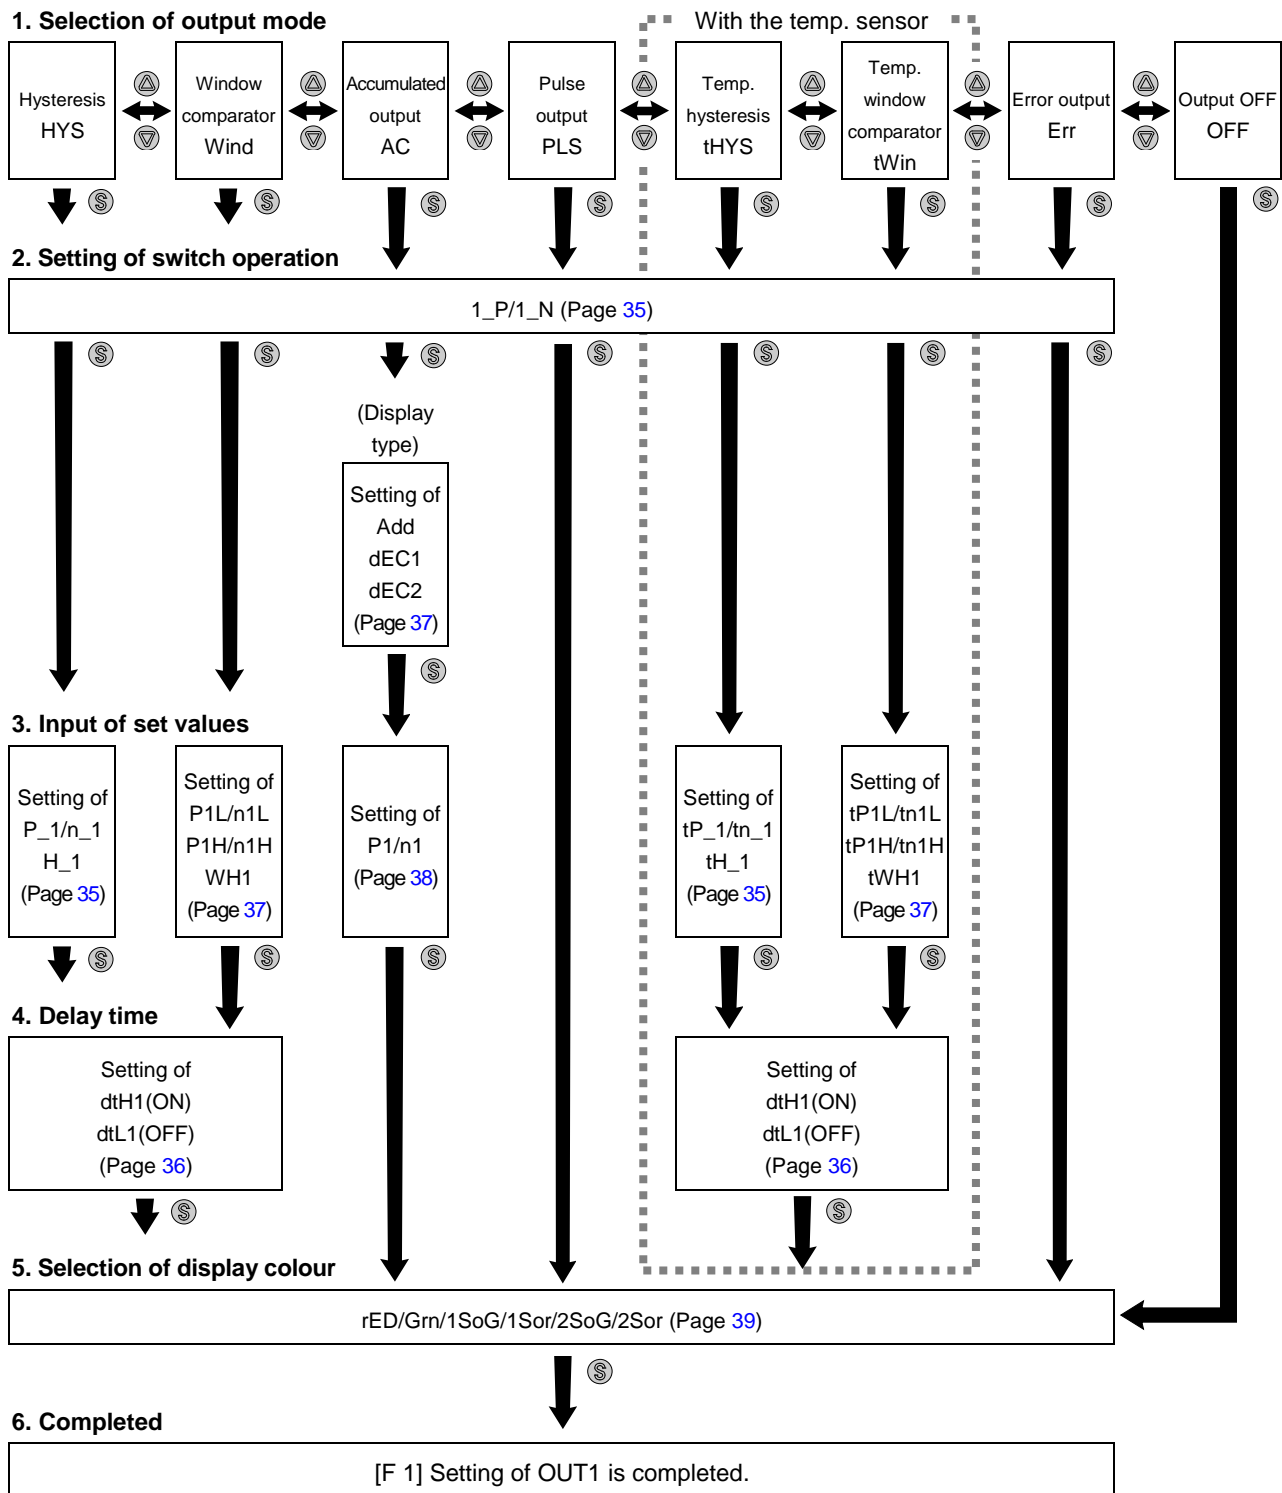 1. Selection of output mode
With the temp. sensor
Hysteresis
HYS
Window
comparator
Wind
Accumulated
output
AC
Pulse
output
PLS
Temp.
hysteresis
tHYS
Temp.
window
comparator
tWin
Error output
Err
Output OFF
OFF
S S S S S S S S
2. Setting of switch operation
1_P/1_N (Page 35)
S S S S S S S
(Display
type)
Setting of
Add
dEC1
dEC2
(Page 37)
S
3. Input of set values
Setting of
P_1/n_1
H_1
(Page 35)
Setting of
P1L/n1L
P1H/n1H
WH1
(Page 37)
Setting of
P1/n1
(Page 38)
Setting of
tP_1/tn_1
tH_1
(Page 35)
Setting of
tP1L/tn1L
tP1H/tn1H
tWH1
(Page 37)
S S S S S
4. Delay time
Setting of
dtH1(ON)
dtL1(OFF)
(Page 36)
Setting of
dtH1(ON)
dtL1(OFF)
(Page 36)
S S
5. Selection of display colour
rED/Grn/1SoG/1Sor/2SoG/2Sor (Page 39)
S
6. Completed
[F 1] Setting of OUT1 is completed.